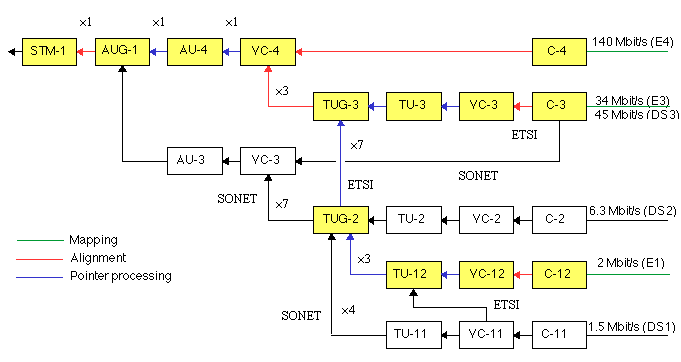 ×1 ×1 ×1
STM-1 AUG-1 AU-4 VC-4 C-4 140 Mbit/s (E4)
×3
TUG-3 TU-3 VC-3 C-3 34 Mbit/s (E3)
45 Mbit/s (DS3)
ETSI
×7
AU-3 VC-3 SONET
ETSI
SONET ×7
TUG-2 TU-2 VC-2 C-2 6.3 Mbit/s (DS2)
Mapping
Alignment
Pointer processing
×3 TU-12 VC-12 C-12 2 Mbit/s (E1)
ETSI
SONET ×4
TU-11 VC-11 C-11 1.5 Mbit/s (DS1)